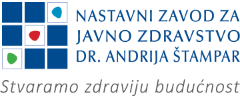 NASTAVNI ZAVOD ZA
JAVNO ZDRAVSTVO
DR. ANDRIJA ŠTAMPAR
Stvaramo zdraviju budućnost